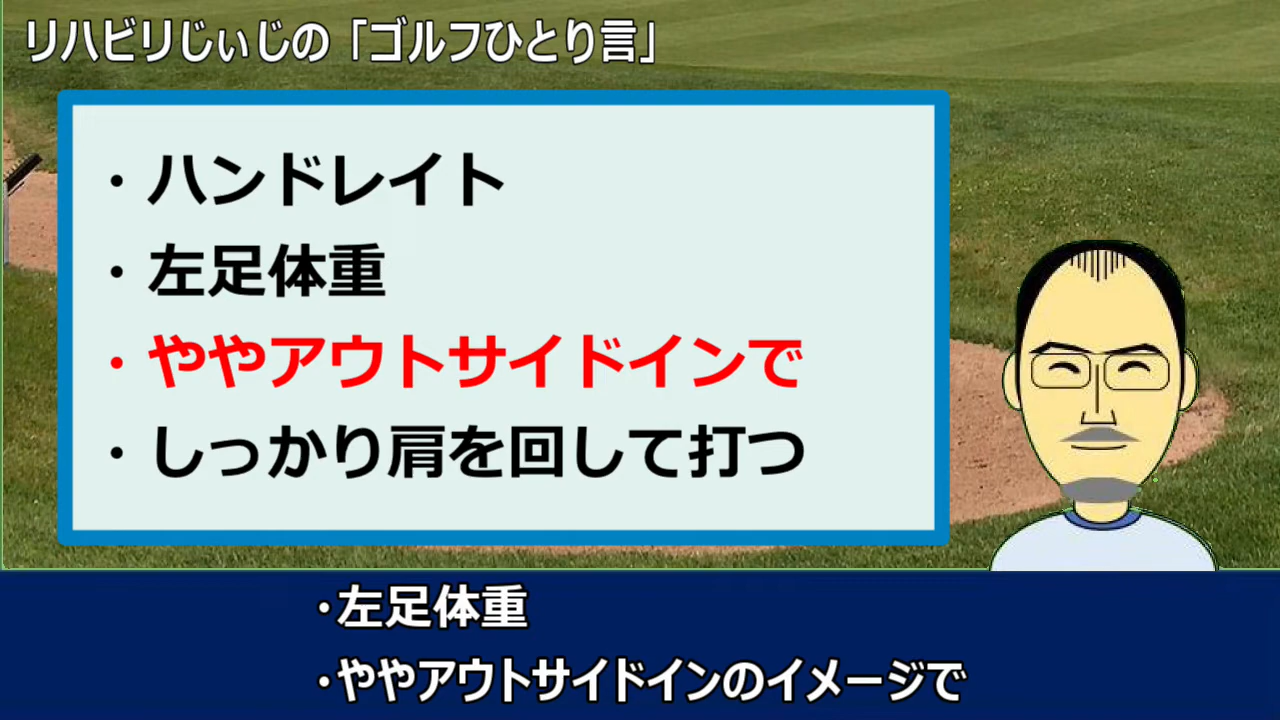 リハビリじぃじの「ゴルフひとり言」
・ハンドレイト
・左足体重
・ややアウトサイドインで
・しっかり肩を回して打つ
・左足体重
・ややアウトサイドインのイメージで